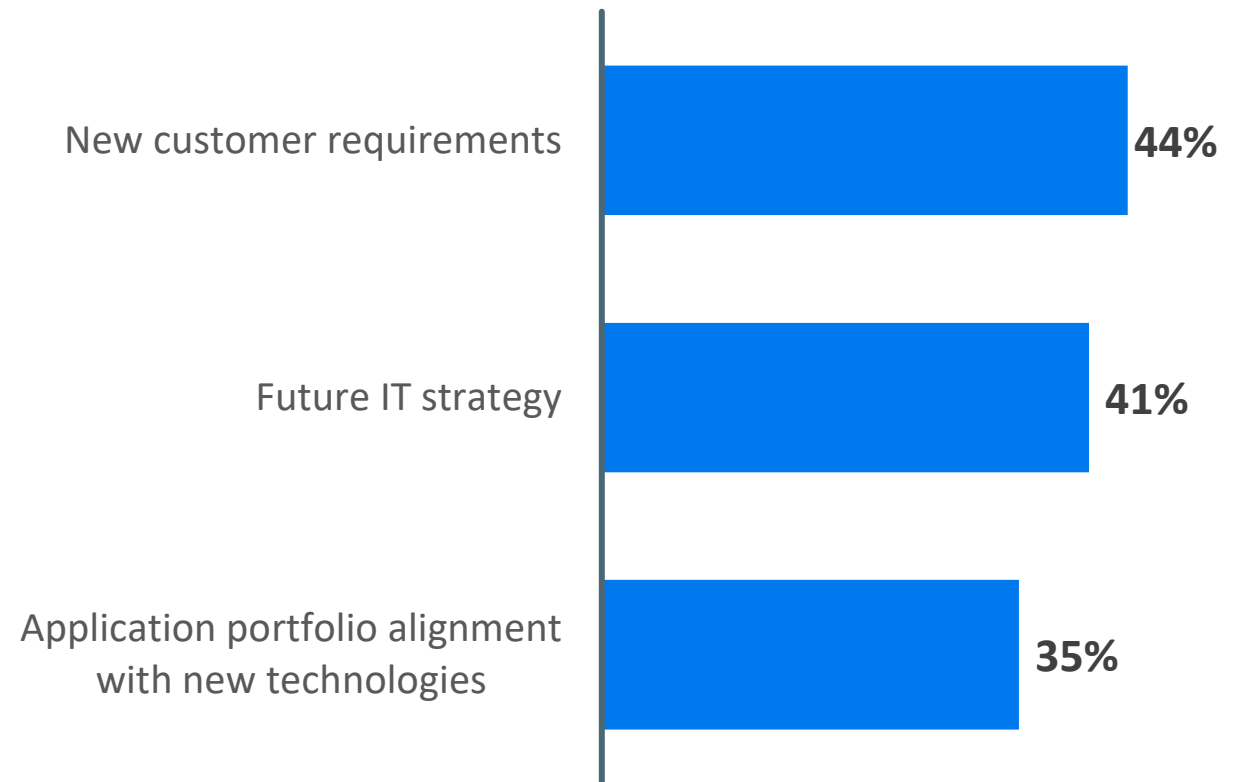 New customer requirements
44%
Future IT strategy
41%
Application portfolio alignment
with new technologies
35%